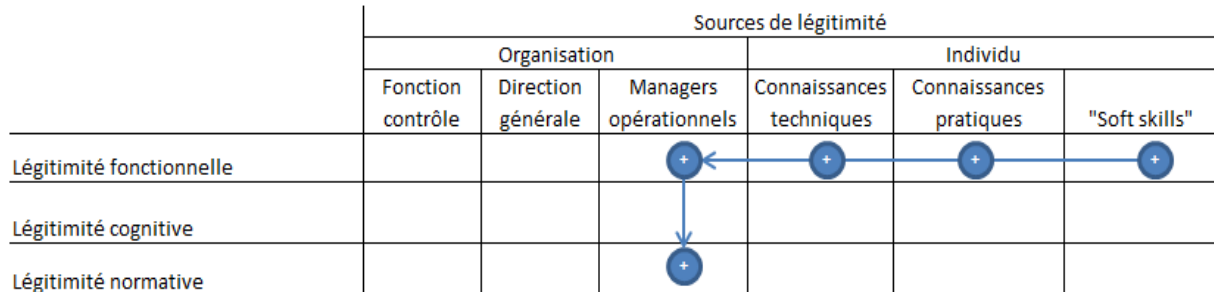 Sources de légitimité
Organisation Individu
Fonction Direction Managers Connaissances Connaissances
contrôle générale opérationnels techniques pratiques "Soft skills"
Légitimité fonctionnelle + + + +
Légitimité cognitive
Légitimité normative +